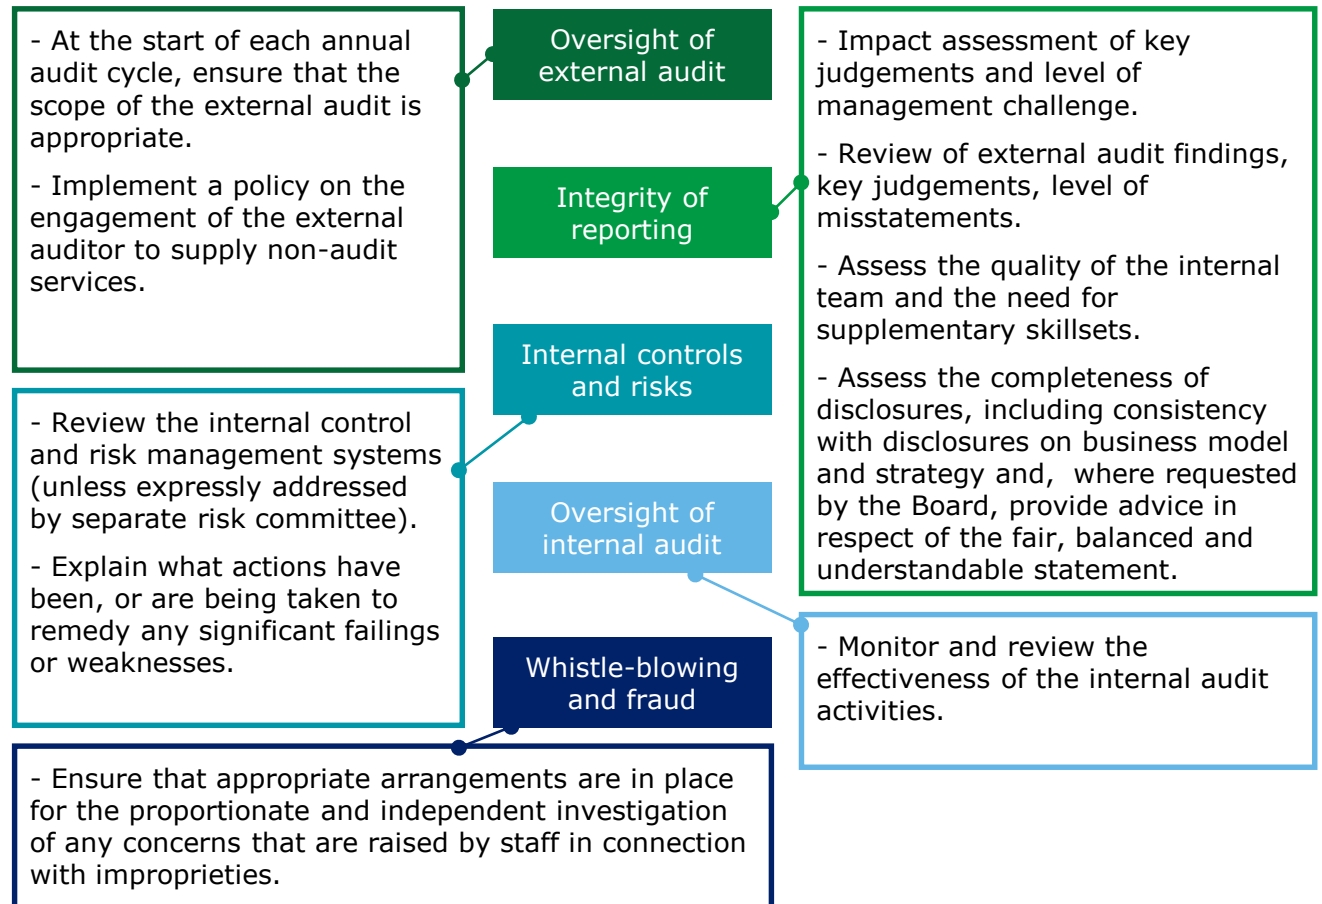 - At the start of each annual
audit cycle, ensure that the
scope of the external audit is
appropriate.
- Implement a policy on the
engagement of the external
auditor to supply non-audit
services.
Oversight of
external audit
Integrity of
reporting
- Impact assessment of key
judgements and level of
management challenge.
- Review of external audit findings,
key judgements, level of
misstatements.
- Assess the quality of the internal
team and the need for
supplementary skillsets.
- Assess the completeness of
disclosures, including consistency
with disclosures on business model
and strategy and,  where requested
by the Board, provide advice in
respect of the fair, balanced and
understandable statement.
Internal controls
and risks
- Review the internal control
and risk management systems
(unless expressly addressed
by separate risk committee).
- Explain what actions have
been, or are being taken to
remedy any significant failings
or weaknesses.
Oversight of
internal audit
- Monitor and review the
effectiveness of the internal audit
activities.
Whistle-blowing
and fraud
- Ensure that appropriate arrangements are in place
for the proportionate and independent investigation
of any concerns that are raised by staff in connection
with improprieties.